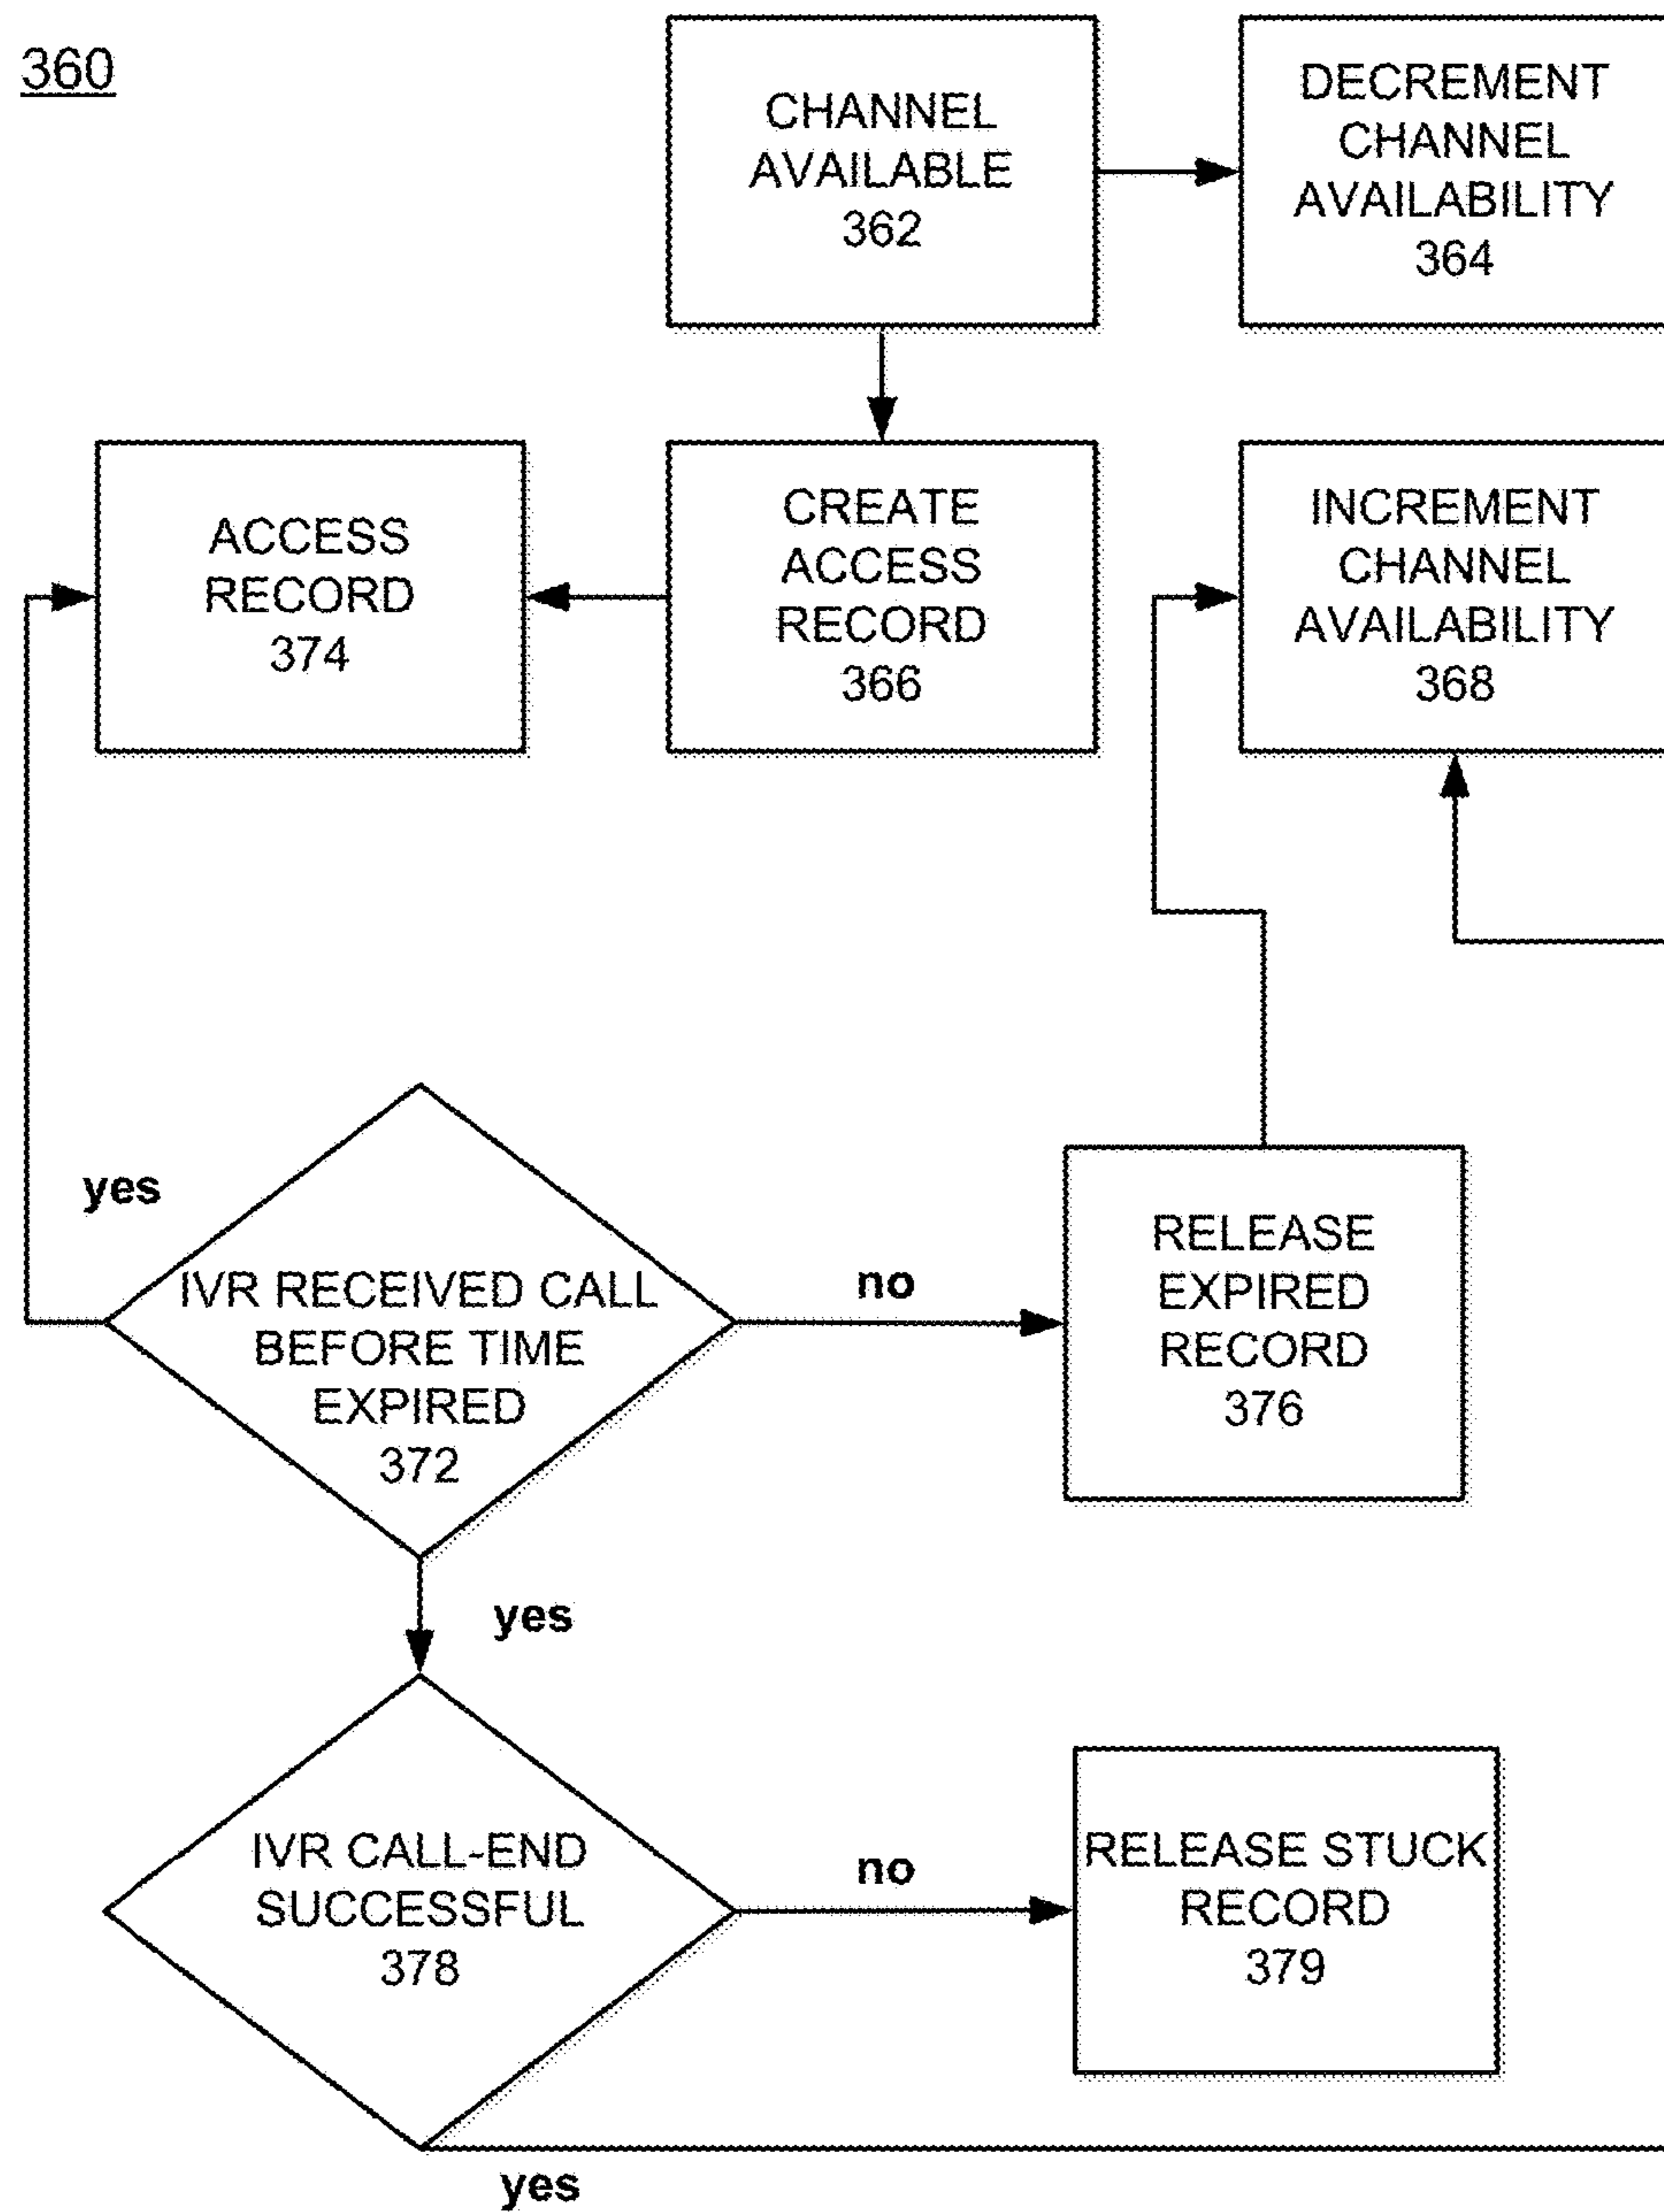 360
CHANNEL
AVAILABLE
362
DECREMENT
CHANNEL
AVAILABILITY
364
ACCESS
RECORD
374
CREATE
ACCESS
RECORD
366
INCREMENT
CHANNEL
AVAILABILITY
368
yes
IVR RECEIVED CALL
BEFORE TIME
EXPIRED
372
no
RELEASE
EXPIRED
RECORD
376
yes
IVR CALL-END
SUCCESSFUL
378
no
RELEASE STUCK
RECORD
379
yes